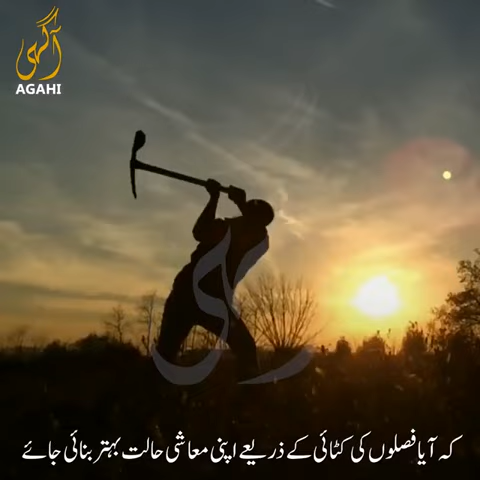 آگہی
AGAHI
کہ آیا فصلوں کی کٹائی کے ذریعے اپنی معاشی حالت بہتر بنائی جائے